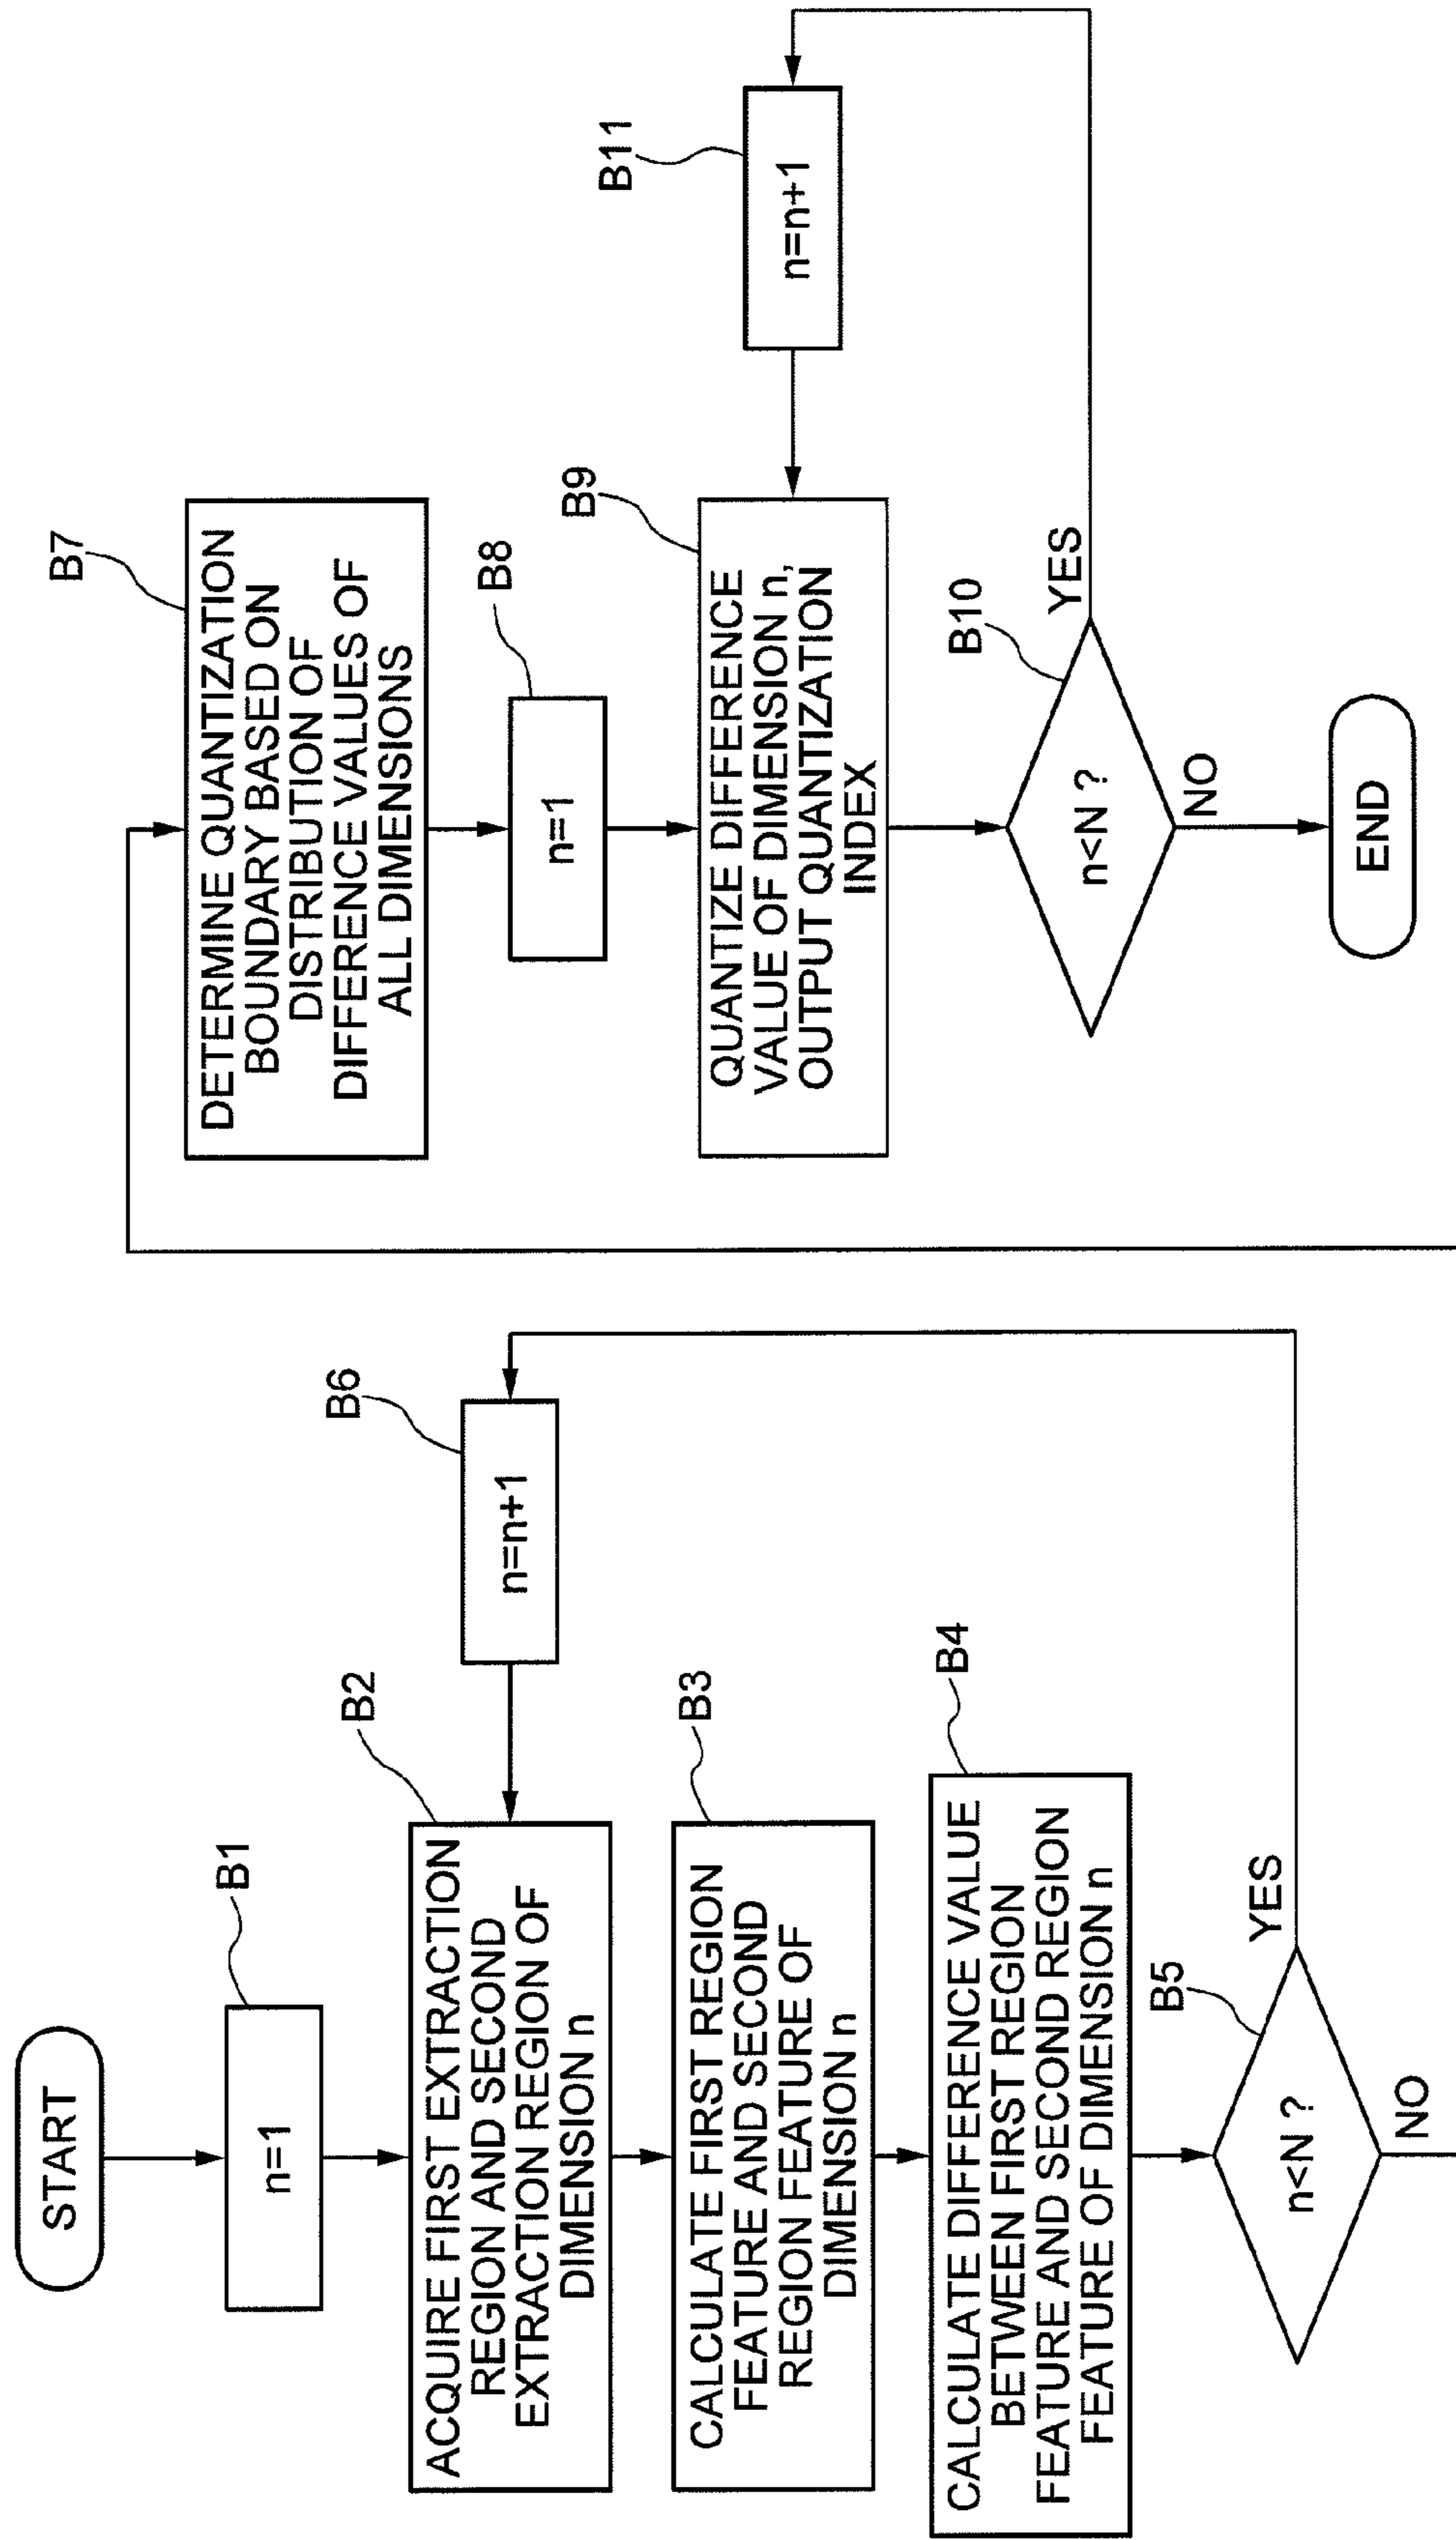 START
B1
n=1
B2
ACQUIRE FIRST EXTRACTION
REGION AND SECOND
EXTRACTION REGION OF
DIMENSION n
B6
n=n+1
B3
CALCULATE FIRST REGION
FEATURE AND SECOND
REGION FEATURE OF
DIMENSION n
B4
CALCULATE DIFFERENCE VALUE
BETWEEN FIRST REGION
FEATURE AND SECOND REGION
FEATURE OF DIMENSION n
B5
n<N ?
YES
NO
B7
DETERMINE QUANTIZATION
BOUNDARY BASED ON
DISTRIBUTION OF
DIFFERENCE VALUES OF
ALL DIMENSIONS
B8
n=1
B9
QUANTIZE DIFFERENCE
VALUE OF DIMENSION n,
OUTPUT QUANTIZATION
INDEX
B11
n=n+1
B10
n<N ?
YES
NO
END